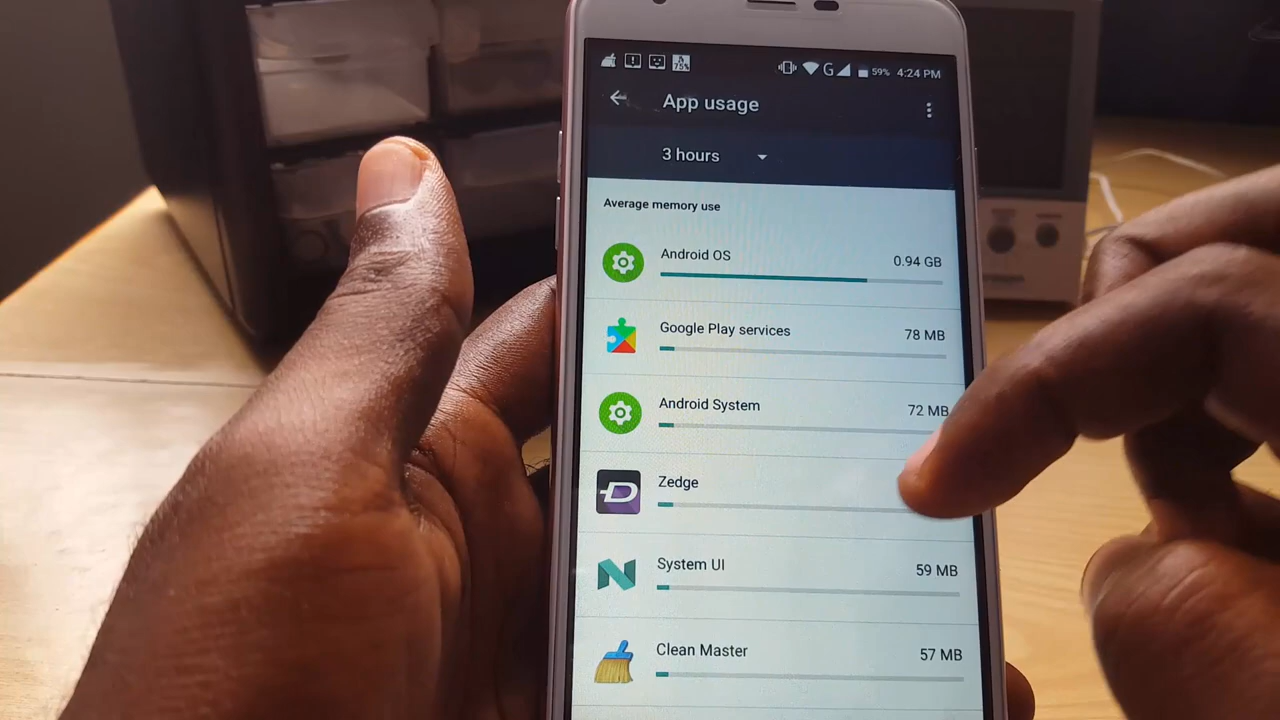 75%
G
59%
4:24 PM
App usage
3 hours
Average memory use
Android OS
0.94 GB
Google Play services
78 MB
Android System
72 MB
Zedge
System UI
59 MB
Clean Master
57 MB